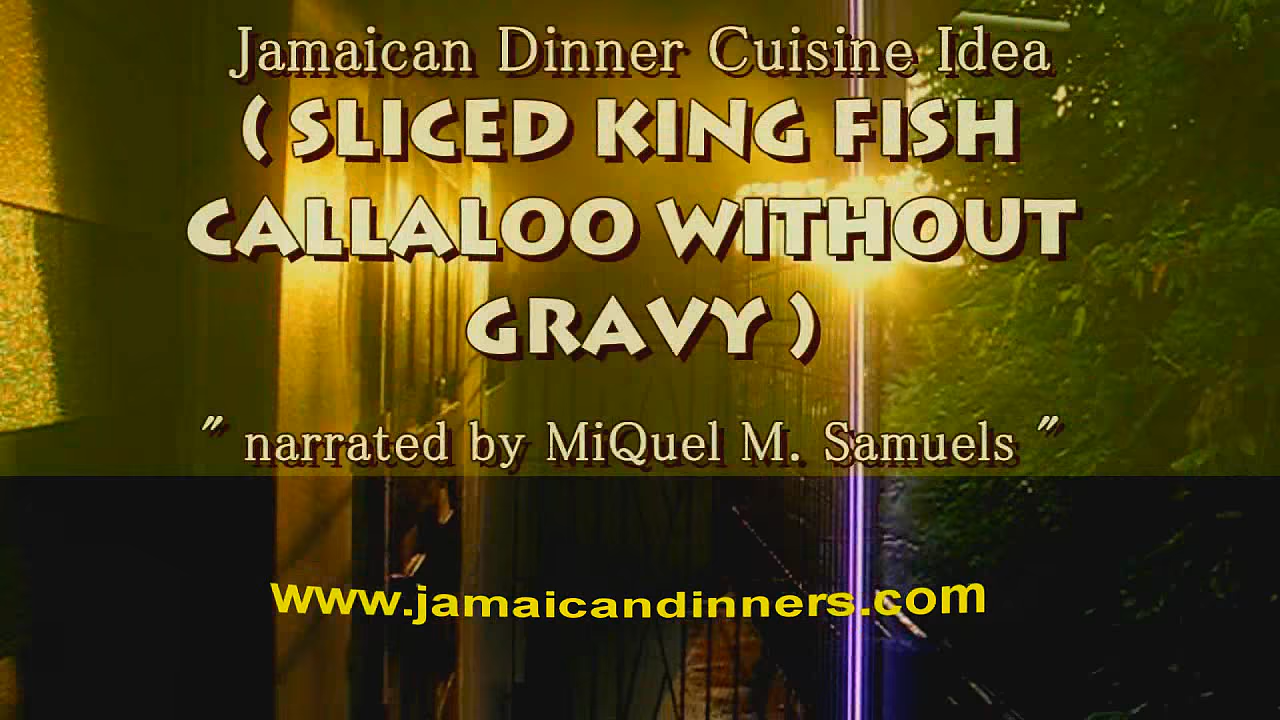 Jamaican Dinner Cuisine Idea
( SLICED KING FISH
CALLALOO WITHOUT
GRAVY )
" narrated by MiQuel M. Samuels "
www.jamaicandinners.com